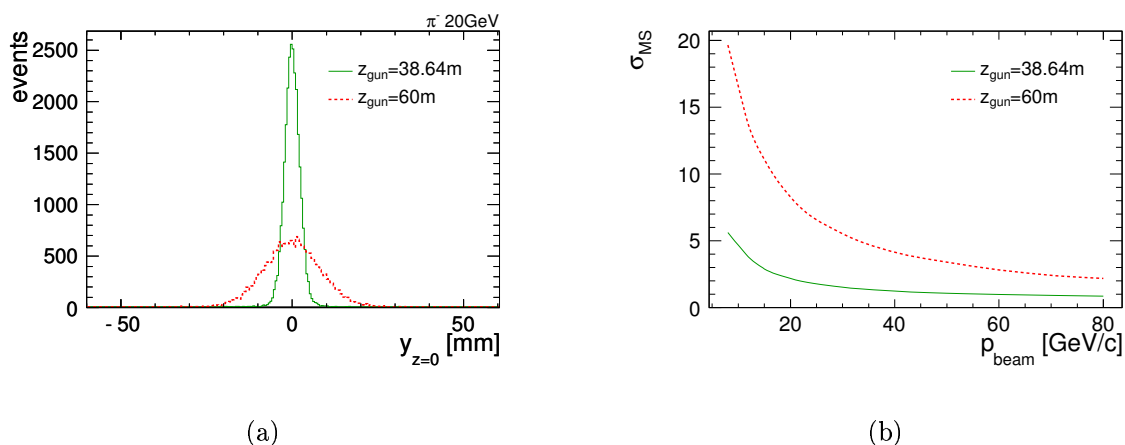 π⁻ 20GeV
events
2500
2000
1500
1000
500
0
z_gun=38.64m
z_gun=60m
- 50
0
50
y_z=0 [mm]
(a)
σ_MS
20
15
10
5
0
z_gun=38.64m
z_gun=60m
20
40
60
80
p_beam [GeV/c]
(b)